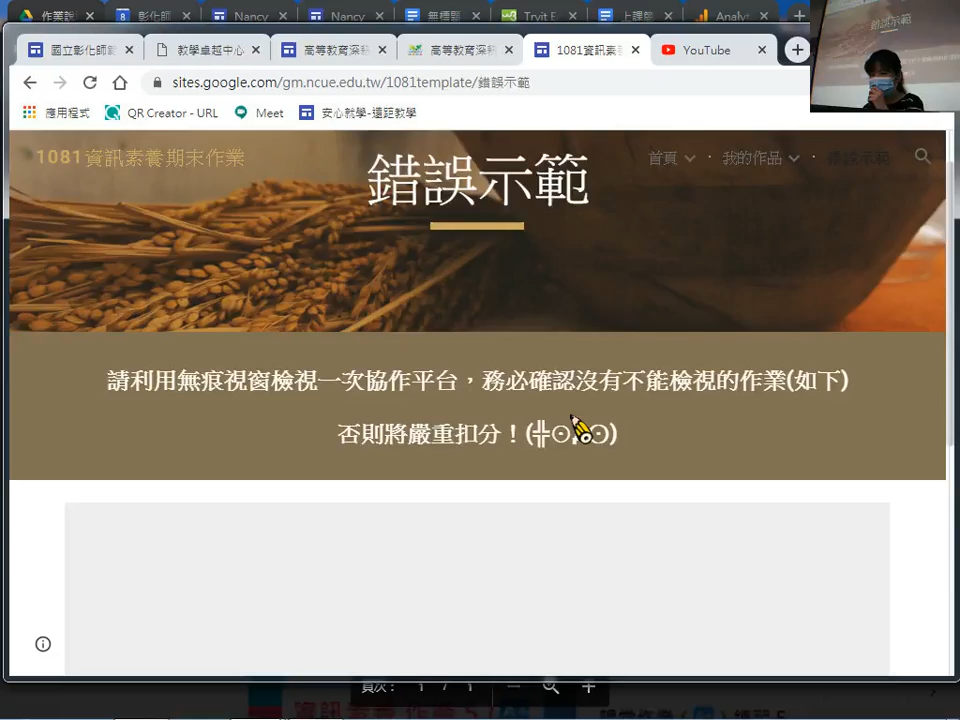 作業說
彰化師
Nancy
Nancy
無標題
Tryit E
上課能
Analyt
國立彰化師範
教學卓越中心
高等教育深耕
高等教育深耕
1081資訊素養
YouTube
sites.google.com/gm.ncue.edu.tw/1081template/錯誤示範
應用程式
QR Creator - URL
Meet
安心就學-遠距教學
1081資訊素養期末作業
首頁
我的作品
錯誤示範
錯誤示範
請利用無痕視窗檢視一次協作平台，務必確認沒有不能檢視的作業(如下)
否則將嚴重扣分！(╬⊙д⊙)
頁次： 1 / 1